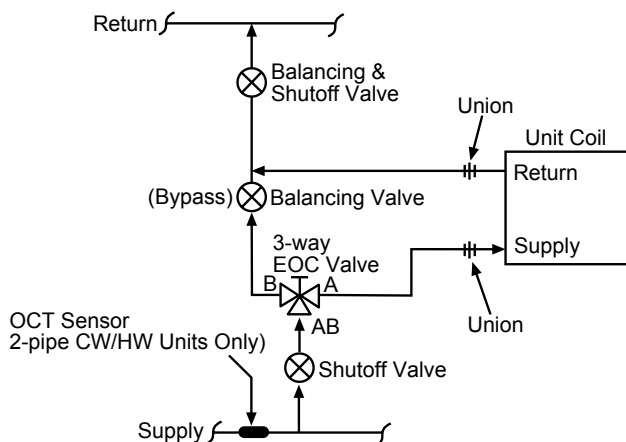 Return
Balancing &
Shutoff Valve
Union
Unit Coil
Return
(Bypass)
Balancing Valve
Supply
3-way
EOC Valve
B
A
AB
Union
OCT Sensor
2-pipe CW/HW Units Only)
Shutoff Valve
Supply